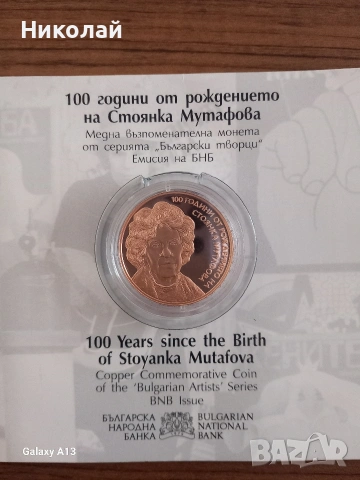 Николай
100 години от рождението
на Стоянка Мутафова
Медна възпоменателна монета
от серията „Български творци“
Емисия на БНБ
100 ГОДИНИ ОТ РОЖДЕНИЕТО НА
СТОЯНКА МУТАФОВА
100 Years since the Birth
of Stoyanka Mutafova
Copper Commemorative Coin
of the ‘Bulgarian Artists’ Series
BNB Issue
БЪЛГАРСКА
НАРОДНА
БАНКА
BULGARIAN
NATIONAL
BANK
Galaxy A13
BAZAR